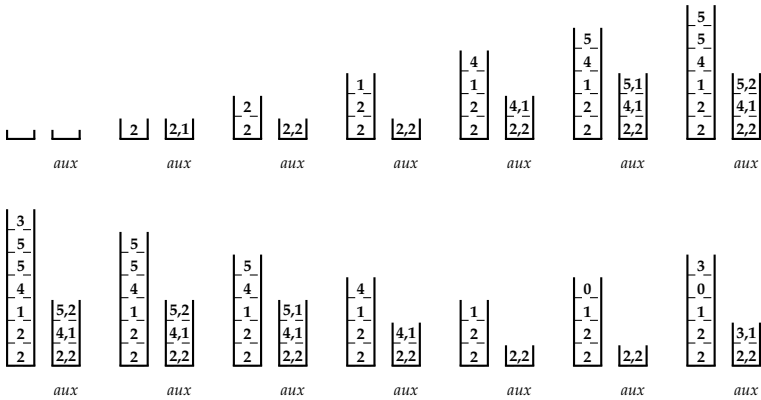 5
5 5
4 4 4
1 1 1 5,1 1 5,2
2 2 2 4,1 2 4,1 2 4,1
2 2,1 2 2,2 2 2,2 2 2,2 2 2,2 2 2,2
aux aux aux aux aux aux aux
3
5 5
5 5 5 3
4 4 4 4 0 0
1 5,2 1 5,2 1 5,1 1 1 1 1
2 4,1 2 4,1 2 4,1 2 4,1 2 2 2 3,1
2 2,2 2 2,2 2 2,2 2 2,2 2 2,2 2 2,2 2 2,2
aux aux aux aux aux aux aux